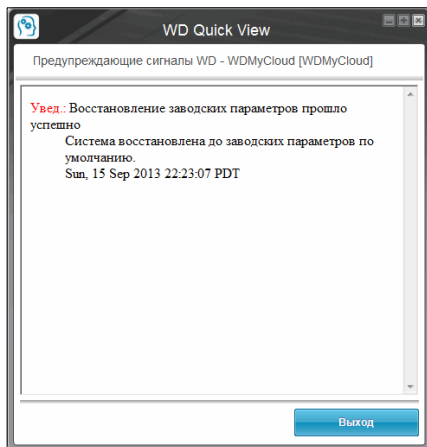 WD Quick View
Предупреждающие сигналы WD - WDMyCloud [WDMyCloud]
Увед.: Восстановление заводских параметров прошло
успешно
Система восстановлена до заводских параметров по
умолчанию.
Sun, 15 Sep 2013 22:23:07 PDT
Выход